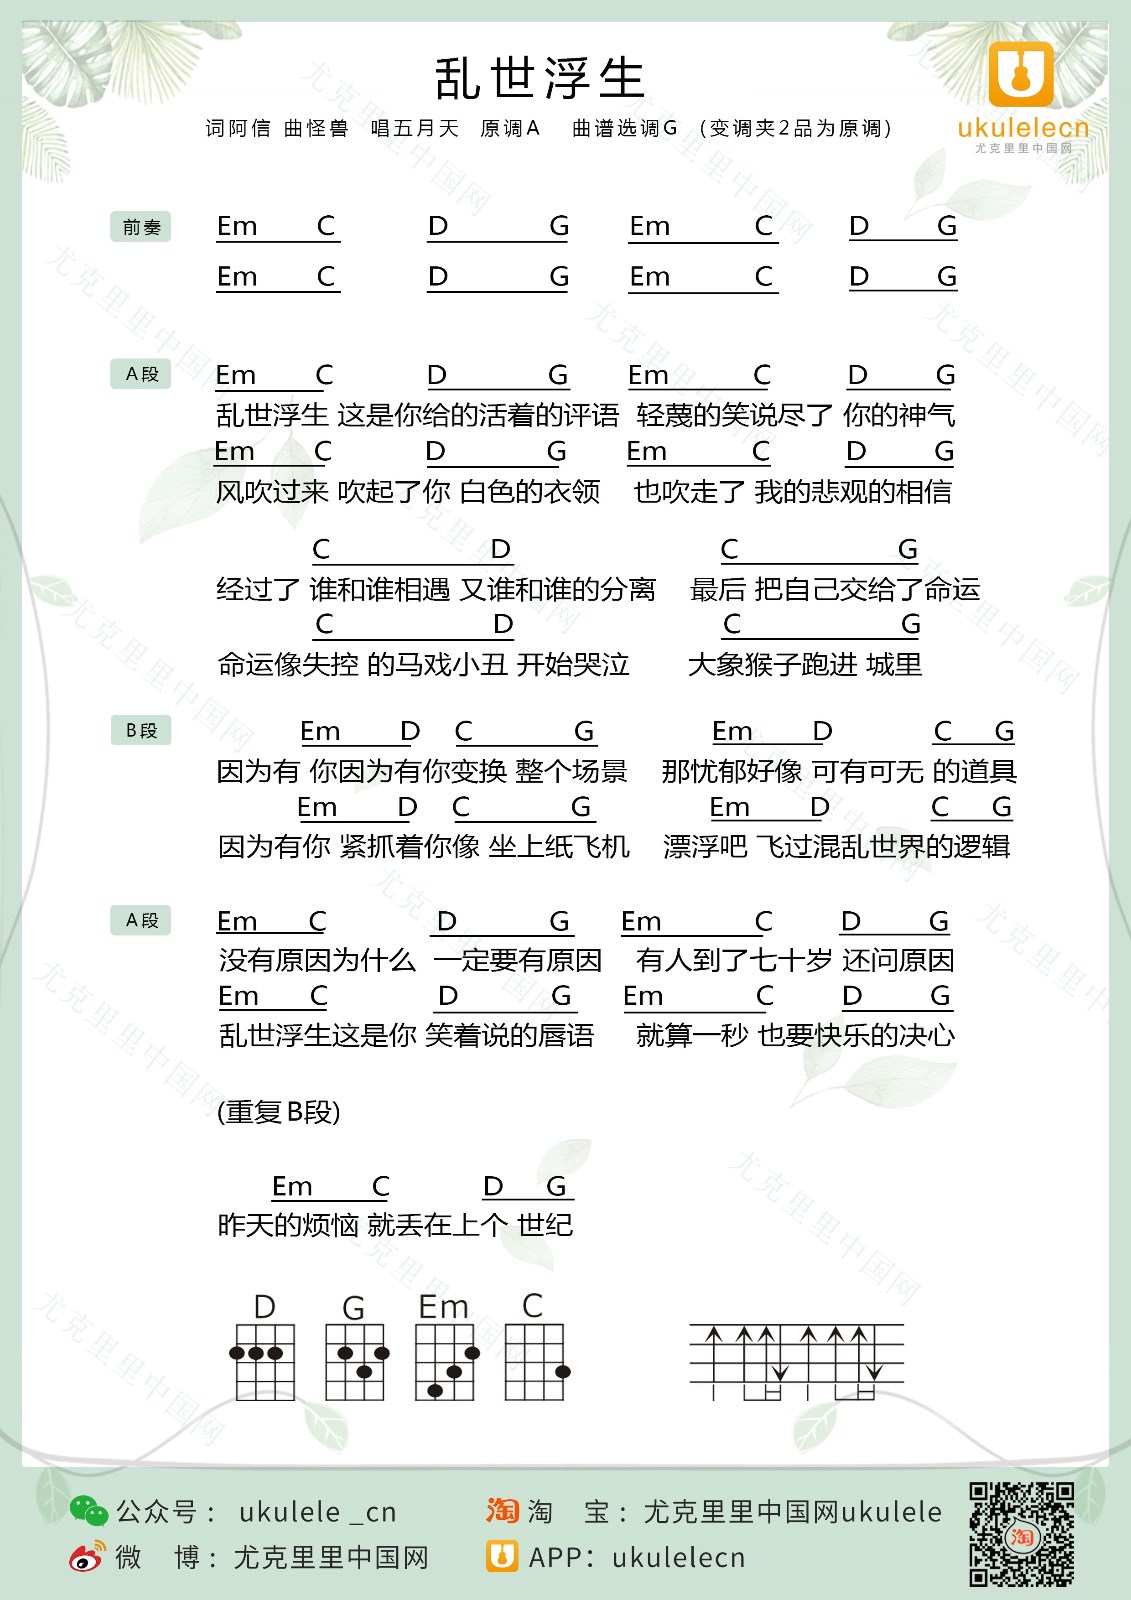 乱世浮生
词阿信 曲怪兽 唱五月天 原调A 曲谱选调G (变调夹2品为原调)
ukulelecn
尤克里里中国网
前奏 Em C D G Em C D G
Em C D G Em C D G
A段 Em C D G Em C D G
乱世浮生 这是你给的活着的评语 轻蔑的笑说尽了 你的神气
Em C D G Em C D G
风吹过来 吹起了你 白色的衣领 也吹走了 我的悲观的相信
C D C G
经过了 谁和谁相遇 又谁和谁的分离 最后 把自己交给了命运
C D C G
命运像失控 的马戏小丑 开始哭泣 大象猴子跑进 城里
B段 Em D C G Em D C G
因为有 你因为有你变换 整个场景 那忧郁好像 可有可无 的道具
Em D C G Em D C G
因为有你 紧抓着你像 坐上纸飞机 漂浮吧 飞过混乱世界的逻辑
A段 Em C D G Em C D G
没有原因为什么 一定要有原因 有人到了七十岁 还问原因
Em C D G Em C D G
乱世浮生这是你 笑着说的唇语 就算一秒 也要快乐的决心
(重复B段)
Em C D G
昨天的烦恼 就丢在上个 世纪
D G Em C
公众号： ukulele _cn 淘 淘 宝：尤克里里中国网ukulele
微 博：尤克里里中国网 APP：ukulelecn
淘